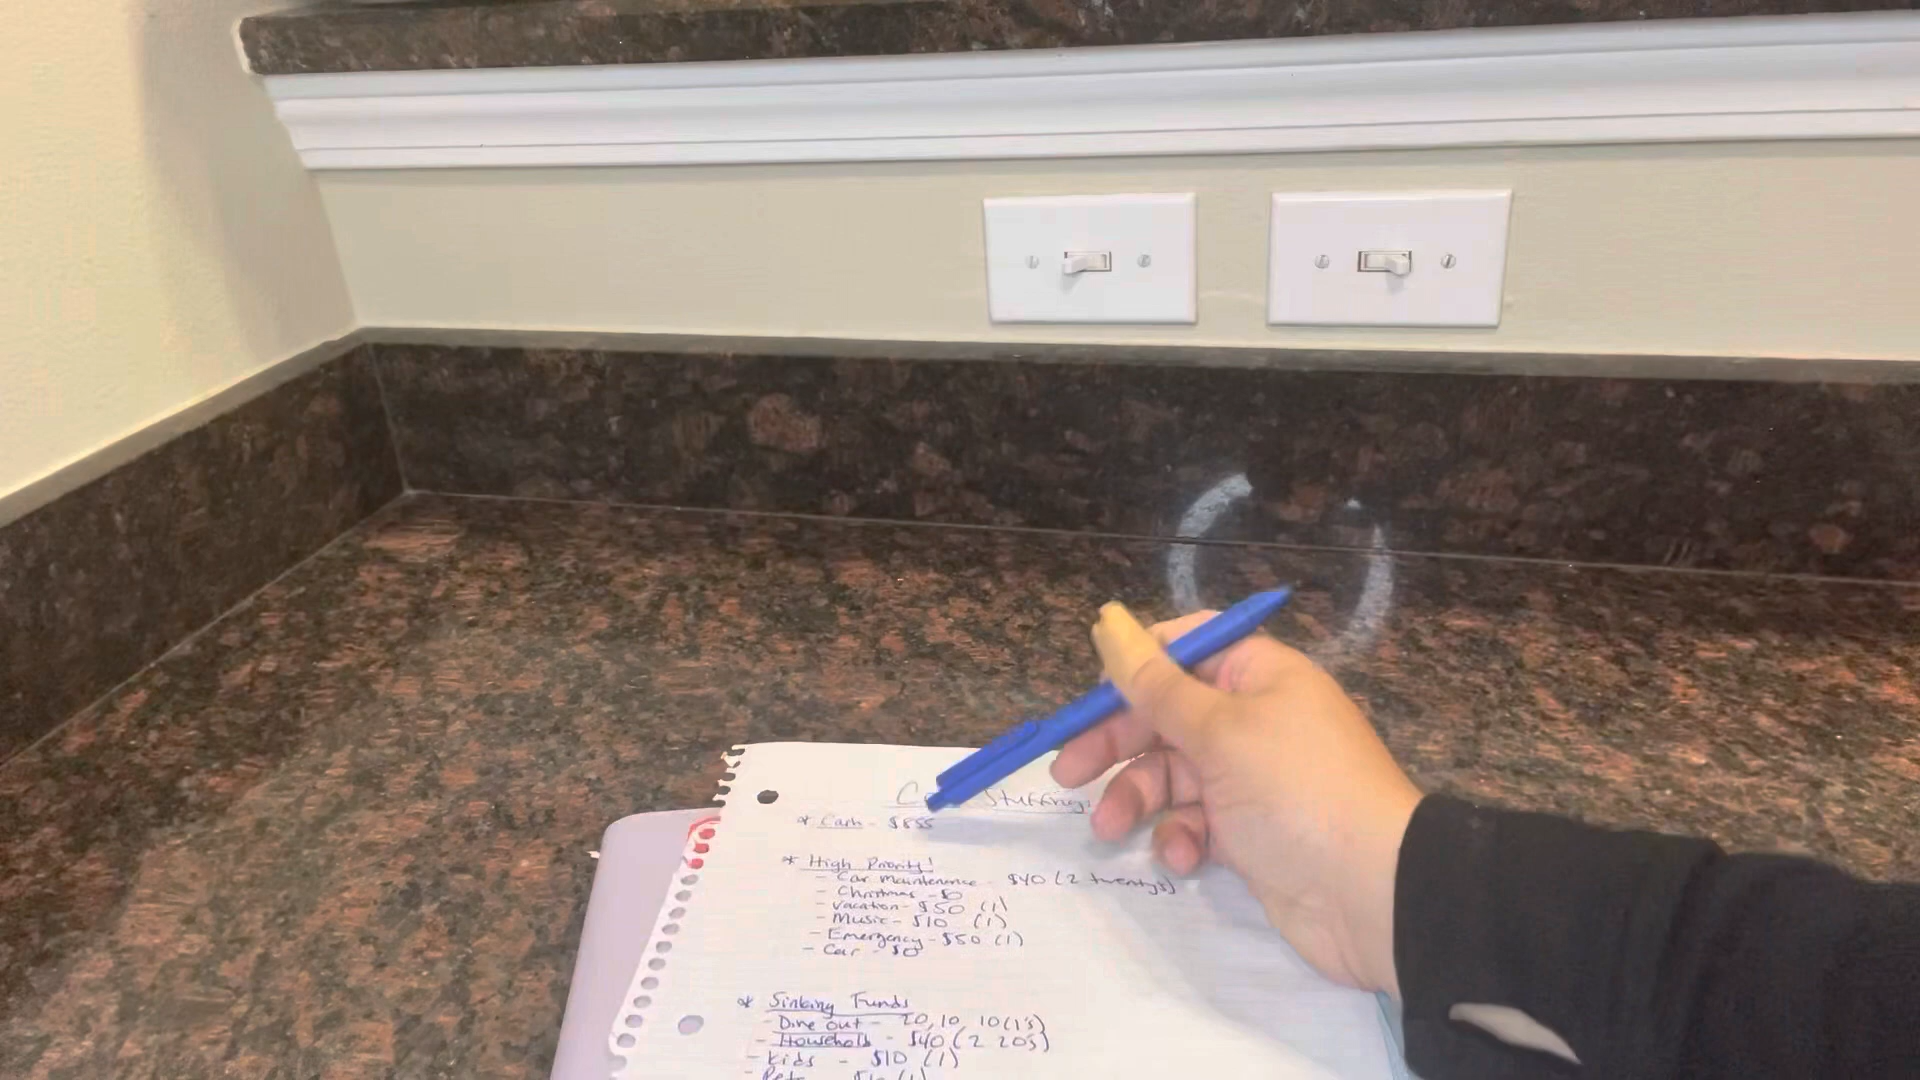 Stuffing
* Cash - $855
* High Priority!
- Car maintenance - $40 (2 twentys)
- Christmas - $0
- Vacation - $50 (1)
- Music - $10 (1)
- Emergency - $50 (1)
- Car - $0
* Sinking Funds
- Dine out - 20, 10, 10 (1's)
- Household - $40 (2 20s)
- Kids - $10 (1)